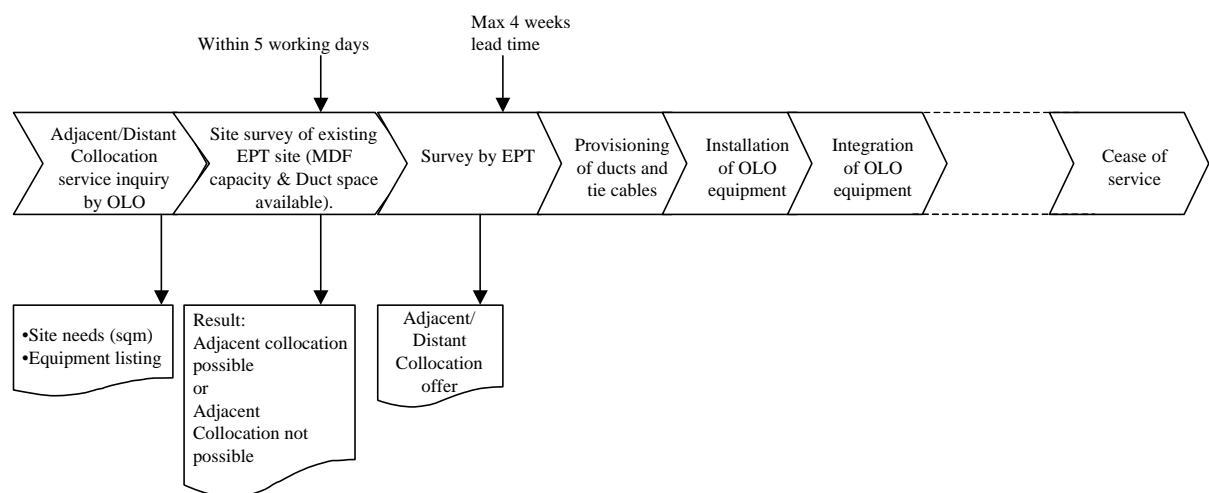 Max 4 weeks
lead time
Within 5 working days
Adjacent/Distant
Collocation
service inquiry
by OLO
Site survey of existing
EPT site (MDF
capacity & Duct space
available).
Survey by EPT
Provisioning
of ducts and
tie cables
Installation
of OLO
equipment
Integration
of OLO
equipment
Cease of
service
•Site needs (sqm)
•Equipment listing
Result:
Adjacent collocation
possible
or
Adjacent
Collocation not
possible
Adjacent/
Distant
Collocation
offer